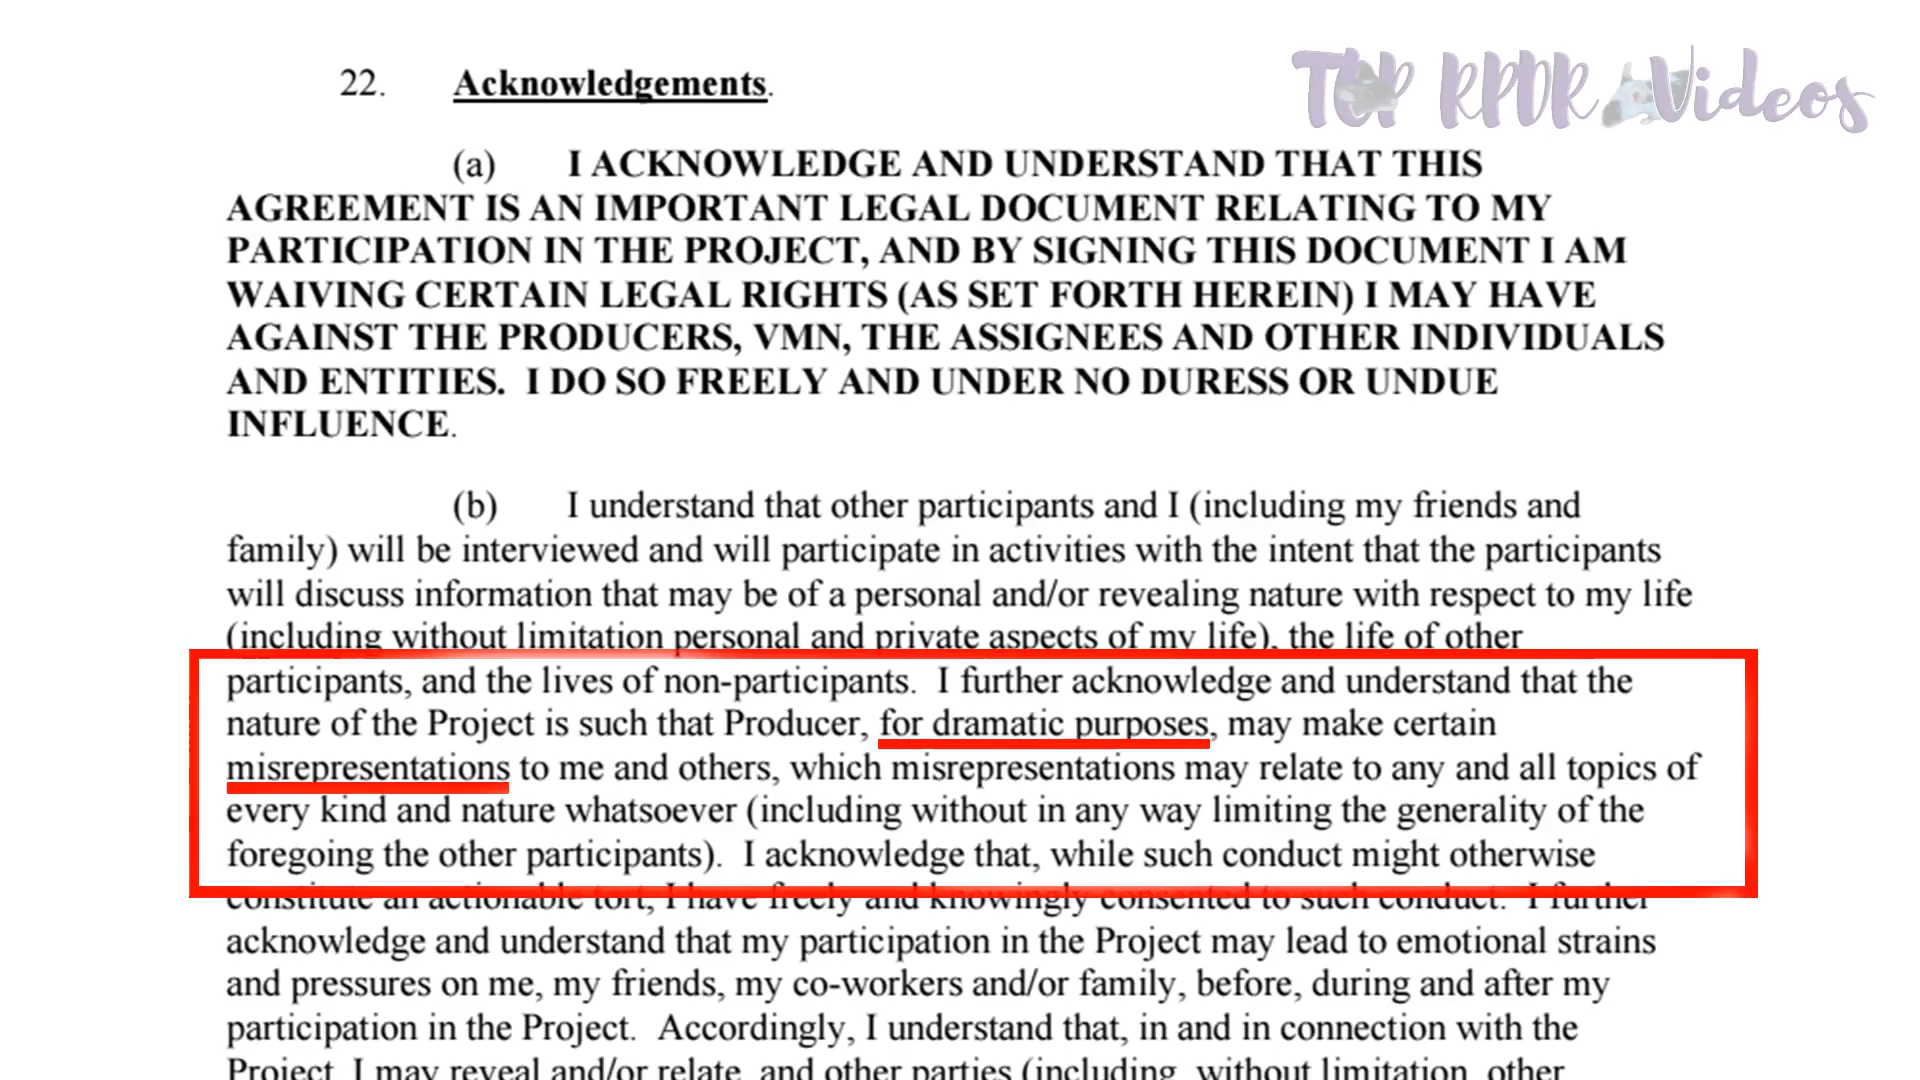 TOP RPDR Videos
22. Acknowledgements.
(a) I ACKNOWLEDGE AND UNDERSTAND THAT THIS
AGREEMENT IS AN IMPORTANT LEGAL DOCUMENT RELATING TO MY
PARTICIPATION IN THE PROJECT, AND BY SIGNING THIS DOCUMENT I AM
WAIVING CERTAIN LEGAL RIGHTS (AS SET FORTH HEREIN) I MAY HAVE
AGAINST THE PRODUCERS, VMN, THE ASSIGNEES AND OTHER INDIVIDUALS
AND ENTITIES. I DO SO FREELY AND UNDER NO DURESS OR UNDUE
INFLUENCE.
(b) I understand that other participants and I (including my friends and
family) will be interviewed and will participate in activities with the intent that the participants
will discuss information that may be of a personal and/or revealing nature with respect to my life
(including without limitation personal and private aspects of my life), the life of other
participants, and the lives of non-participants. I further acknowledge and understand that the
nature of the Project is such that Producer, for dramatic purposes, may make certain
misrepresentations to me and others, which misrepresentations may relate to any and all topics of
every kind and nature whatsoever (including without in any way limiting the generality of the
foregoing the other participants). I acknowledge that, while such conduct might otherwise
constitute an actionable tort, I have freely and knowingly consented to such conduct. I further
acknowledge and understand that my participation in the Project may lead to emotional strains
and pressures on me, my friends, my co-workers and/or family, before, during and after my
participation in the Project. Accordingly, I understand that, in and in connection with the
Project, I may reveal and/or relate, and other parties (including, without limitation, other